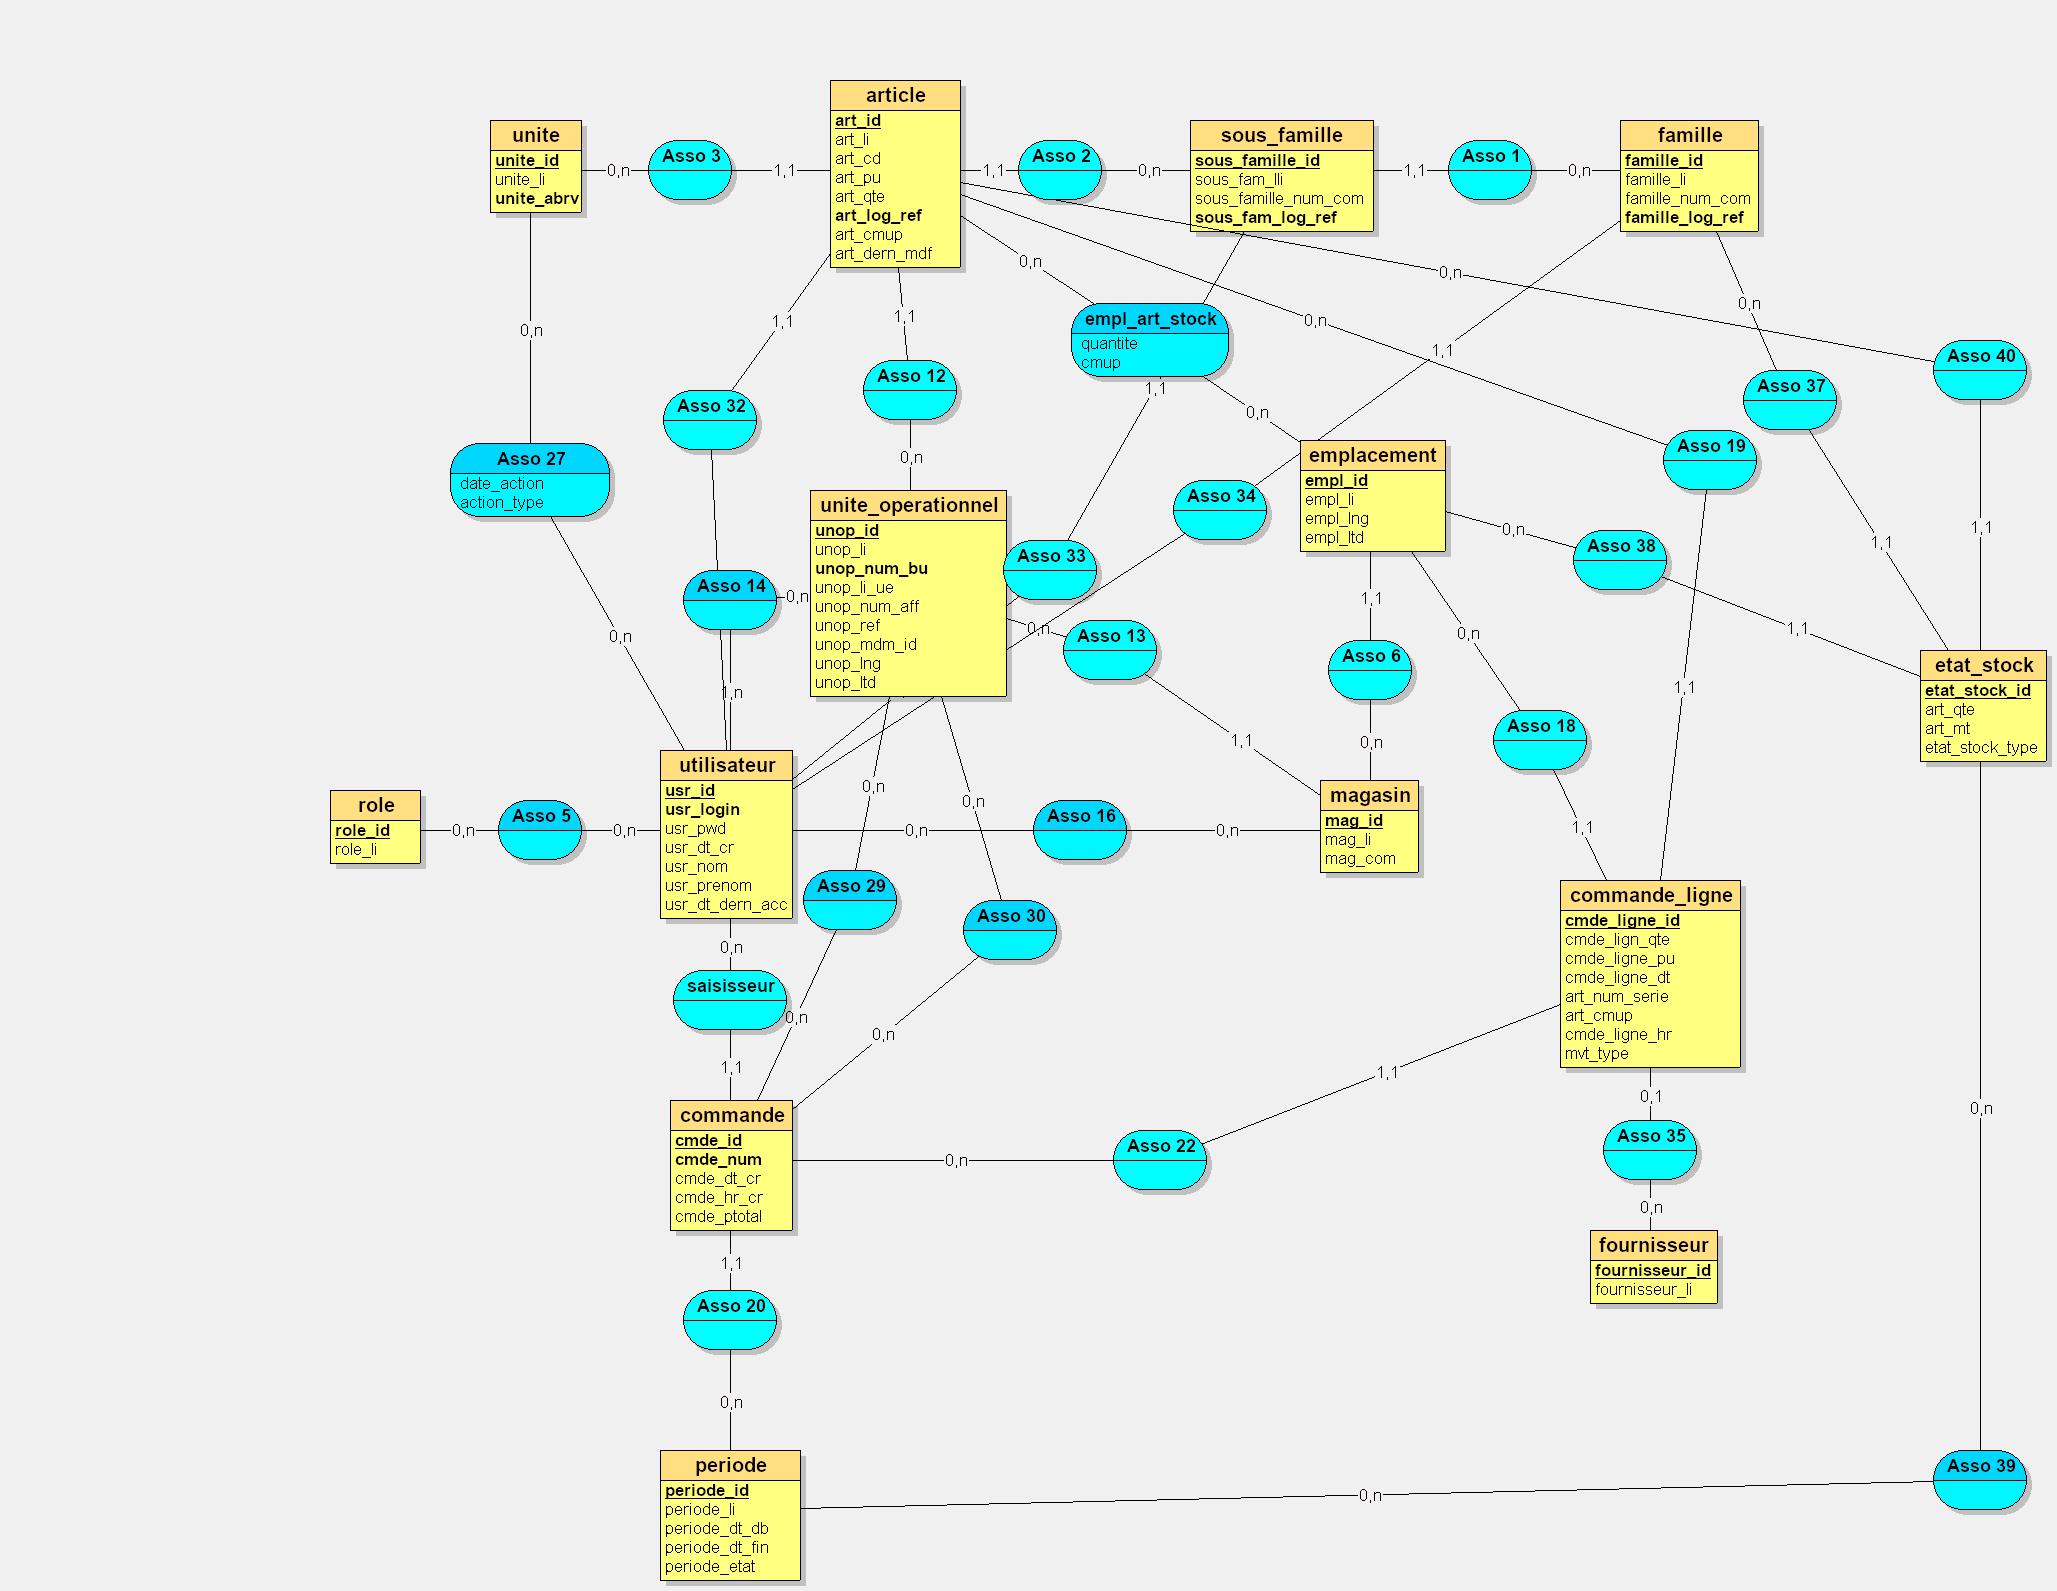 article
art_id
art_li
art_cd
art_pu
art_qte
art_log_ref
art_cmup
art_dern_mdf
unite
unite_id
unite_li
unite_abrv
0,n
Asso 3
1,1
1,1
Asso 2
0,n
sous_famille
sous_famille_id
sous_fam_lli
sous_famille_num_com
sous_fam_log_ref
1,1
Asso 1
0,n
famille
famille_id
famille_li
famille_num_com
famille_log_ref
0,n
0,n
0,n
0,n
1,1
1,1
0,n
0,n
1,1
empl_art_stock
quantite
cmup
Asso 40
Asso 12
Asso 37
1,1
Asso 32
0,n
Asso 19
0,n
Asso 27
date_action
action_type
emplacement
empl_id
empl_li
empl_lng
empl_ltd
Asso 34
unite_operationnel
unop_id
unop_li
unop_num_bu
unop_li_ue
unop_num_aff
unop_ref
unop_mdm_id
unop_lng
unop_ltd
0,n
1,1
1,1
Asso 33
Asso 38
Asso 14
0,n
1,1
0,n
0,n
Asso 13
0,n
1,1
Asso 6
etat_stock
etat_stock_id
art_qte
art_mt
etat_stock_type
1,n
1,1
1,1
0,n
Asso 18
utilisateur
usr_id
usr_login
usr_pwd
usr_dt_cr
usr_nom
usr_prenom
usr_dt_dern_acc
0,n
0,n
magasin
mag_id
mag_li
mag_com
role
role_id
role_li
0,n
Asso 5
0,n
0,n
Asso 16
0,n
1,1
Asso 29
Asso 30
commande_ligne
cmde_ligne_id
cmde_lign_qte
cmde_ligne_pu
cmde_ligne_dt
art_num_serie
art_cmup
cmde_ligne_hr
mvt_type
0,n
saisisseur
0,n
0,n
1,1
1,1
0,1
0,n
commande
cmde_id
cmde_num
cmde_dt_cr
cmde_hr_cr
cmde_ptotal
0,n
Asso 22
Asso 35
0,n
fournisseur
fournisseur_id
fournisseur_li
1,1
Asso 20
0,n
periode
periode_id
periode_li
periode_dt_db
periode_dt_fin
periode_etat
0,n
Asso 39